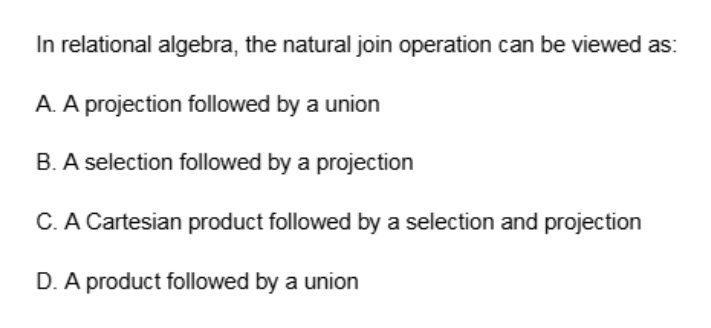 In relational algebra, the natural join operation can be viewed as:
A. A projection followed by a union
B. A selection followed by a projection
C. A Cartesian product followed by a selection and projection
D. A product followed by a union